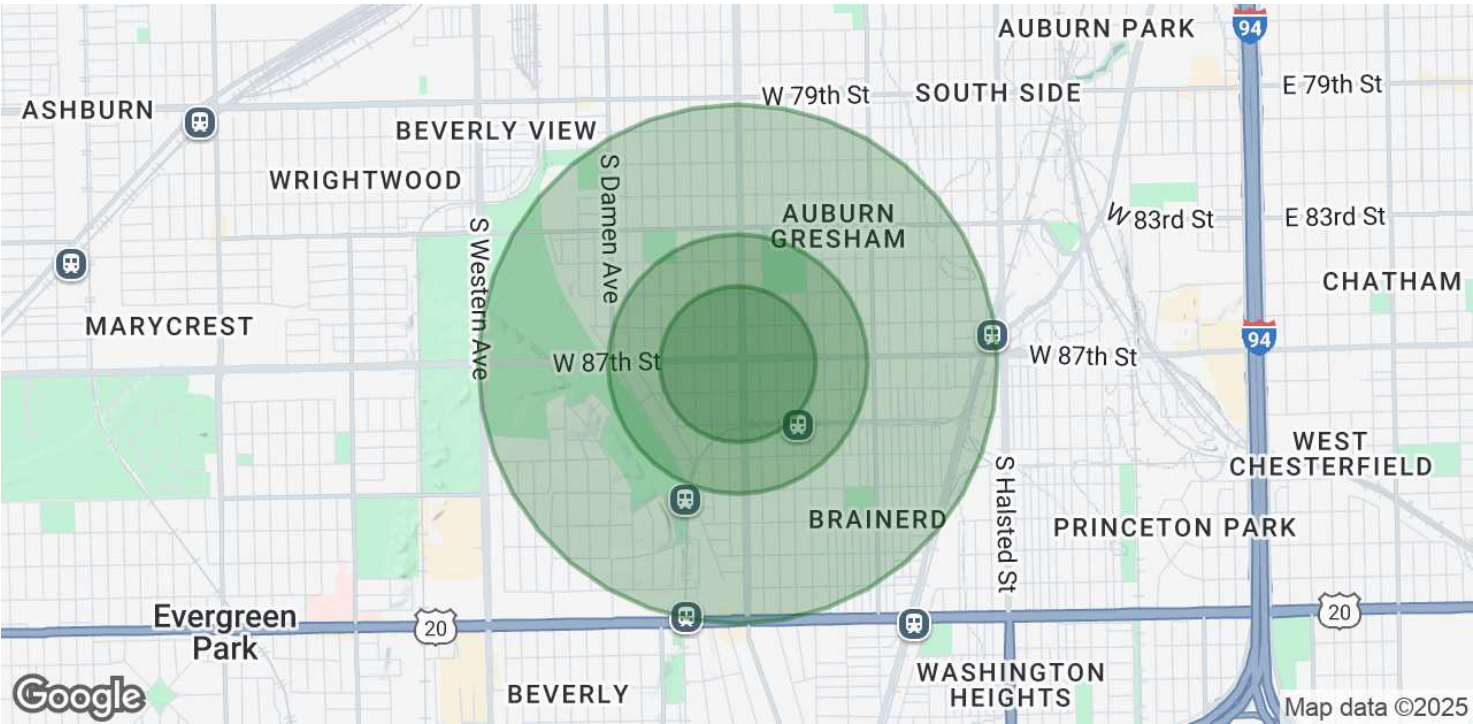 AUBURN PARK
94
ASHBURN
W 79th St
SOUTH SIDE
E 79th St
BEVERLY VIEW
WRIGHTWOOD
S Damen Ave
AUBURN
GRESHAM
W 83rd St
E 83rd St
S Western Ave
CHATHAM
MARYCREST
94
W 87th St
W 87th St
WEST
CHESTERFIELD
S Halsted St
BRAINERD
PRINCETON PARK
Evergreen
Park
20
20
WASHINGTON
HEIGHTS
BEVERLY
Google
Map data ©2025